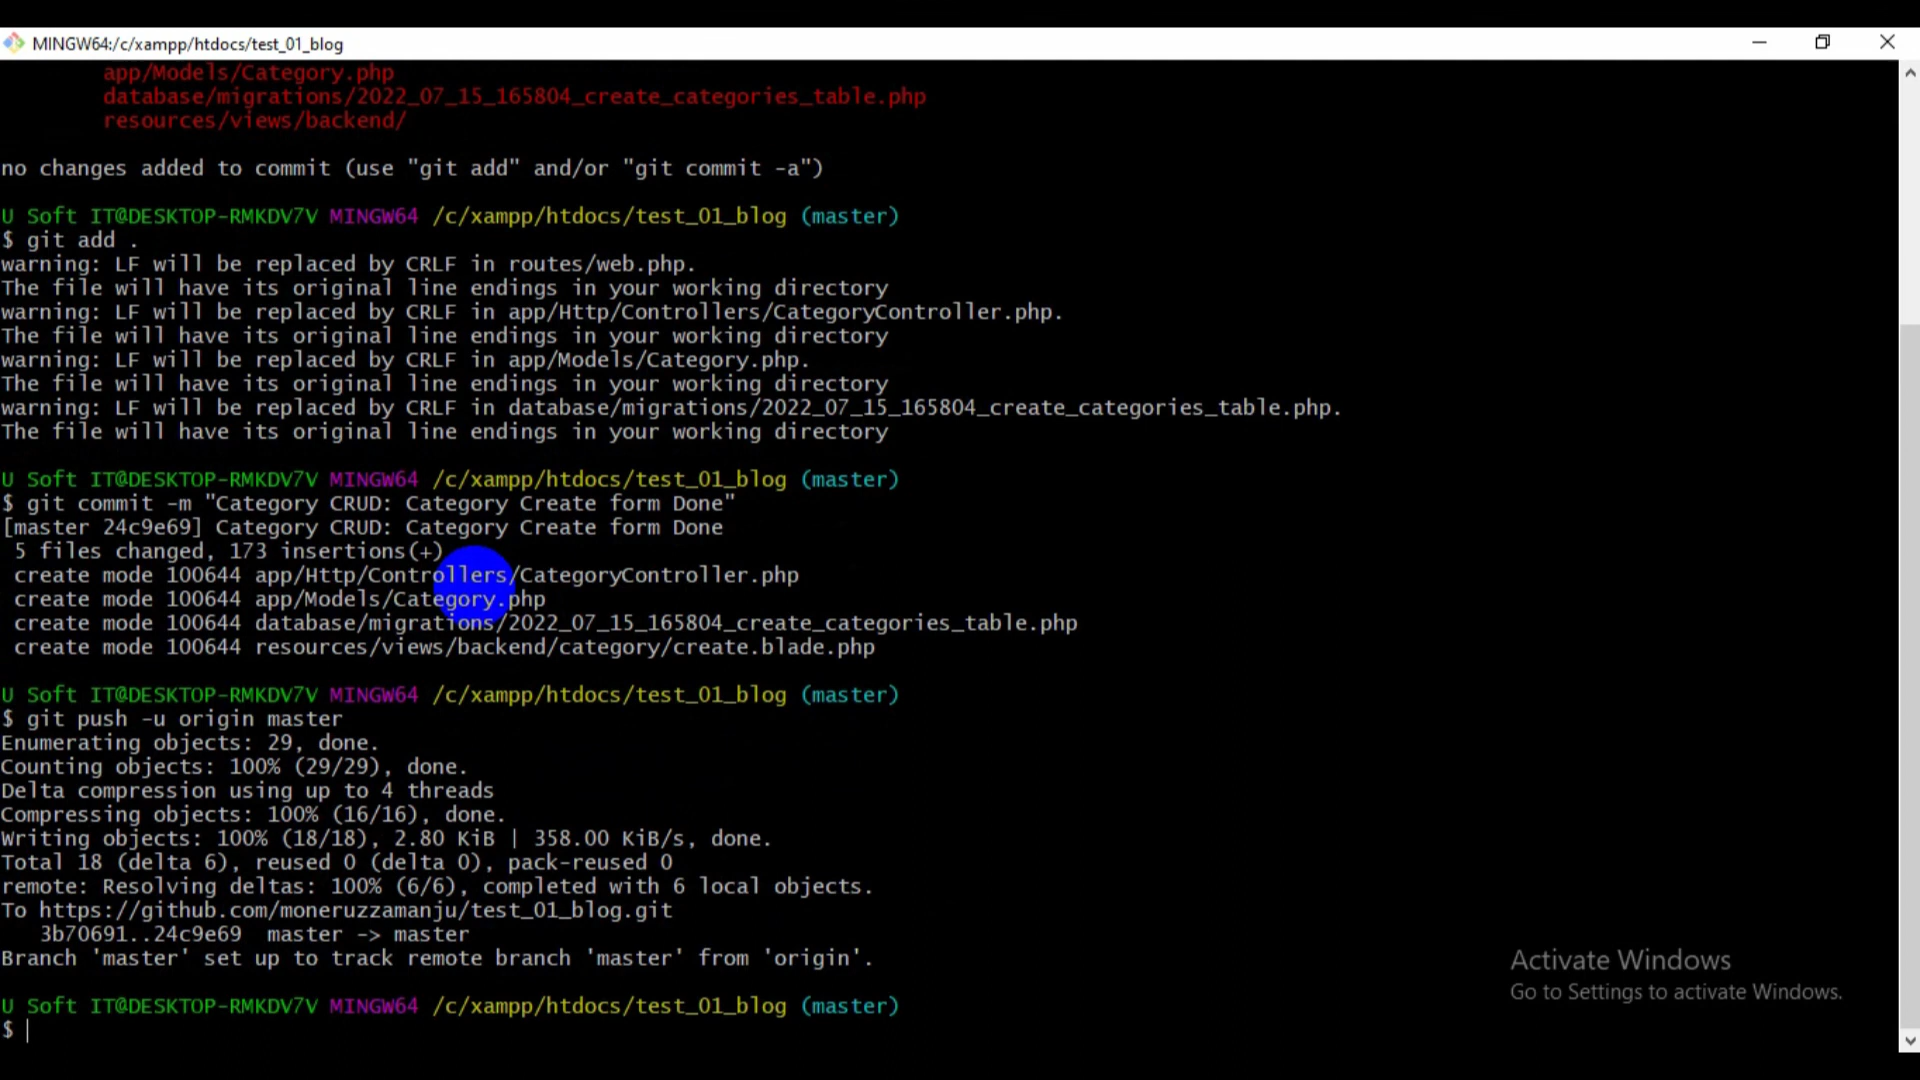 MINGW64:/c/xampp/htdocs/test_01_blog
app/Models/Category.php
database/migrations/2022_07_15_165804_create_categories_table.php
resources/views/backend/
no changes added to commit (use "git add" and/or "git commit -a")
U Soft IT@DESKTOP-RMKDV7V MINGW64 /c/xampp/htdocs/test_01_blog (master)
$ git add .
warning: LF will be replaced by CRLF in routes/web.php.
The file will have its original line endings in your working directory
warning: LF will be replaced by CRLF in app/Http/Controllers/CategoryController.php.
The file will have its original line endings in your working directory
warning: LF will be replaced by CRLF in app/Models/Category.php.
The file will have its original line endings in your working directory
warning: LF will be replaced by CRLF in database/migrations/2022_07_15_165804_create_categories_table.php.
The file will have its original line endings in your working directory
U Soft IT@DESKTOP-RMKDV7V MINGW64 /c/xampp/htdocs/test_01_blog (master)
$ git commit -m "Category CRUD: Category Create form Done"
[master 24c9e69] Category CRUD: Category Create form Done
5 files changed, 173 insertions(+)
create mode 100644 app/Http/Controllers/CategoryController.php
create mode 100644 app/Models/Category.php
create mode 100644 database/migrations/2022_07_15_165804_create_categories_table.php
create mode 100644 resources/views/backend/category/create.blade.php
U Soft IT@DESKTOP-RMKDV7V MINGW64 /c/xampp/htdocs/test_01_blog (master)
$ git push -u origin master
Enumerating objects: 29, done.
Counting objects: 100% (29/29), done.
Delta compression using up to 4 threads
Compressing objects: 100% (16/16), done.
Writing objects: 100% (18/18), 2.80 KiB | 358.00 KiB/s, done.
Total 18 (delta 6), reused 0 (delta 0), pack-reused 0
remote: Resolving deltas: 100% (6/6), completed with 6 local objects.
To https://github.com/moneruzzamanju/test_01_blog.git
3b70691..24c9e69  master -> master
Branch 'master' set up to track remote branch 'master' from 'origin'.
U Soft IT@DESKTOP-RMKDV7V MINGW64 /c/xampp/htdocs/test_01_blog (master)
$
Activate Windows
Go to Settings to activate Windows.